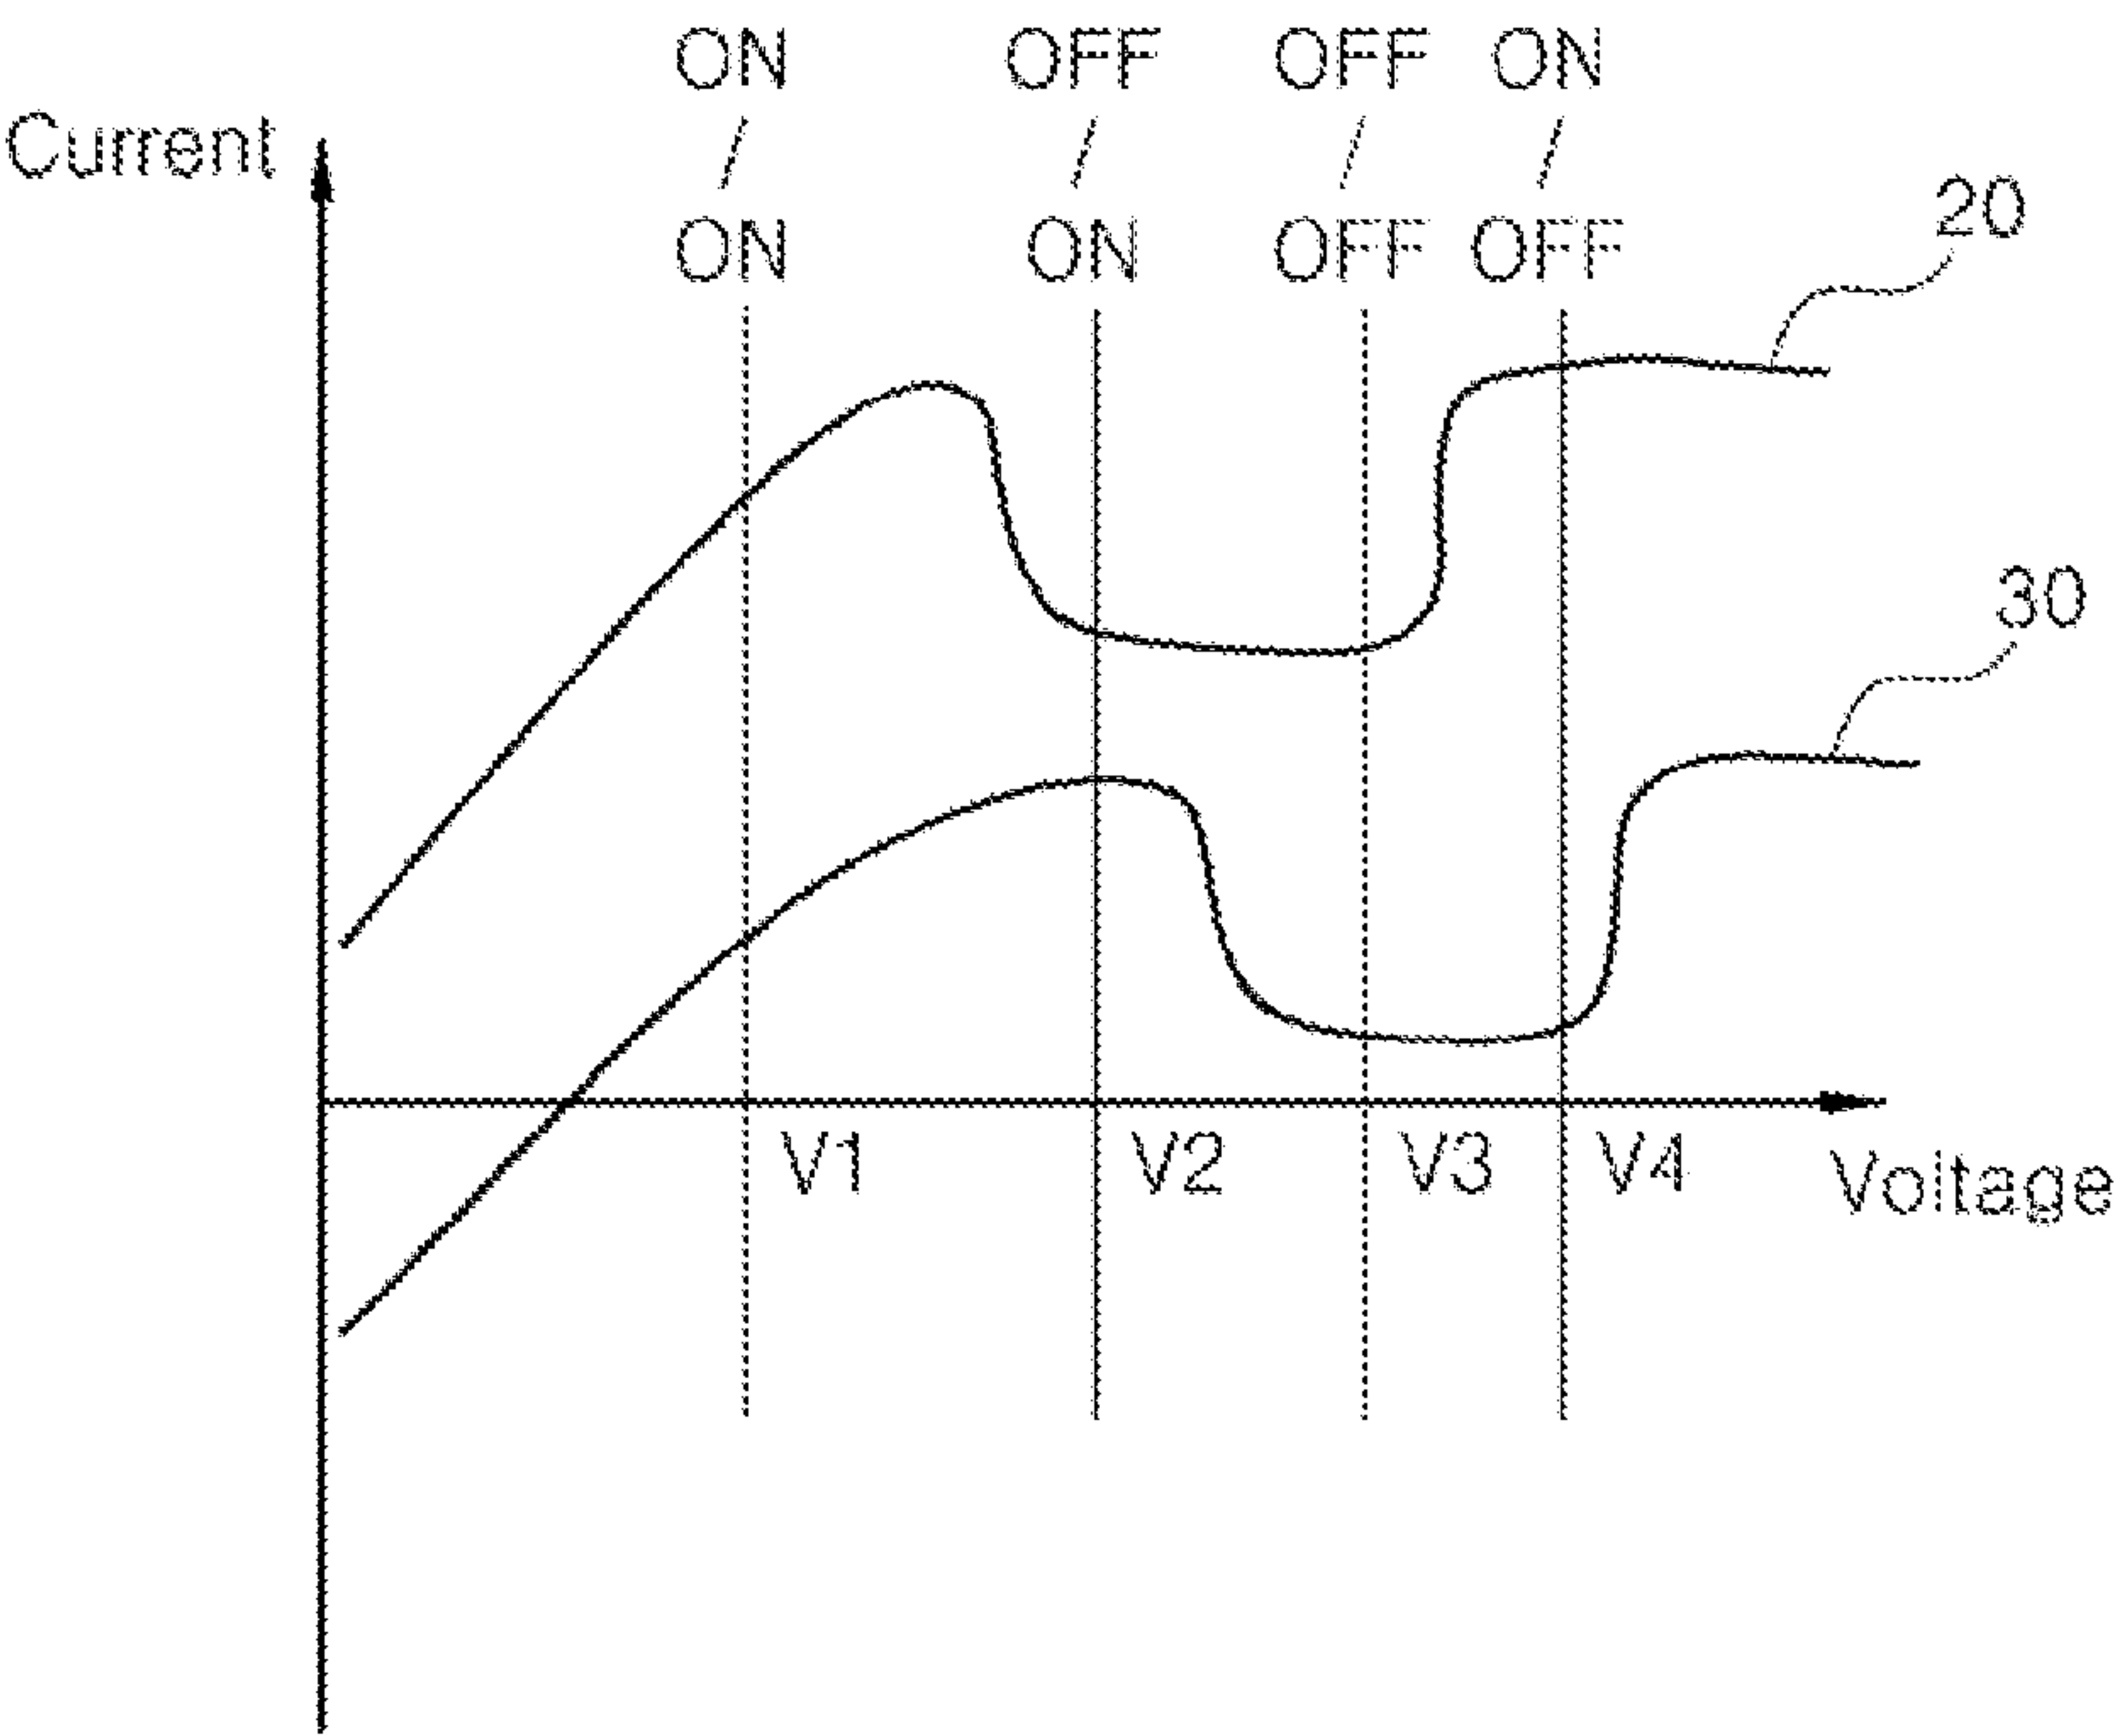 ON OFF OFF ON
Current
/ / / /
20
ON ON OFF OFF
30
V1 V2 V3 V4
Voltage